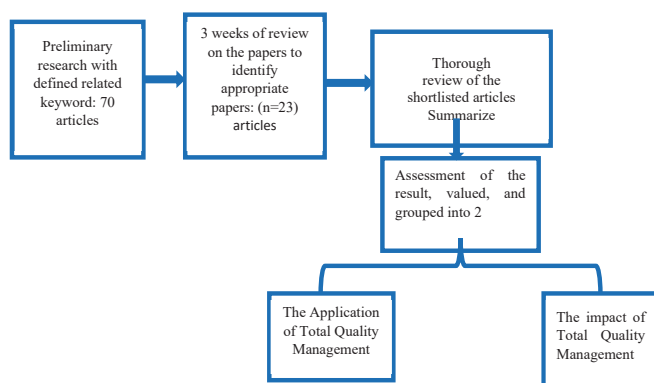 Preliminary
research with
defined related
keyword: 70
articles
3 weeks of review
on the papers to
identify
appropriate
papers: (n=23)
articles
Thorough
review of the
shortlisted articles
Summarize
Assessment of the
result, valued, and
grouped into 2
The Application
of Total Quality
Management
The impact of
Total Quality
Management